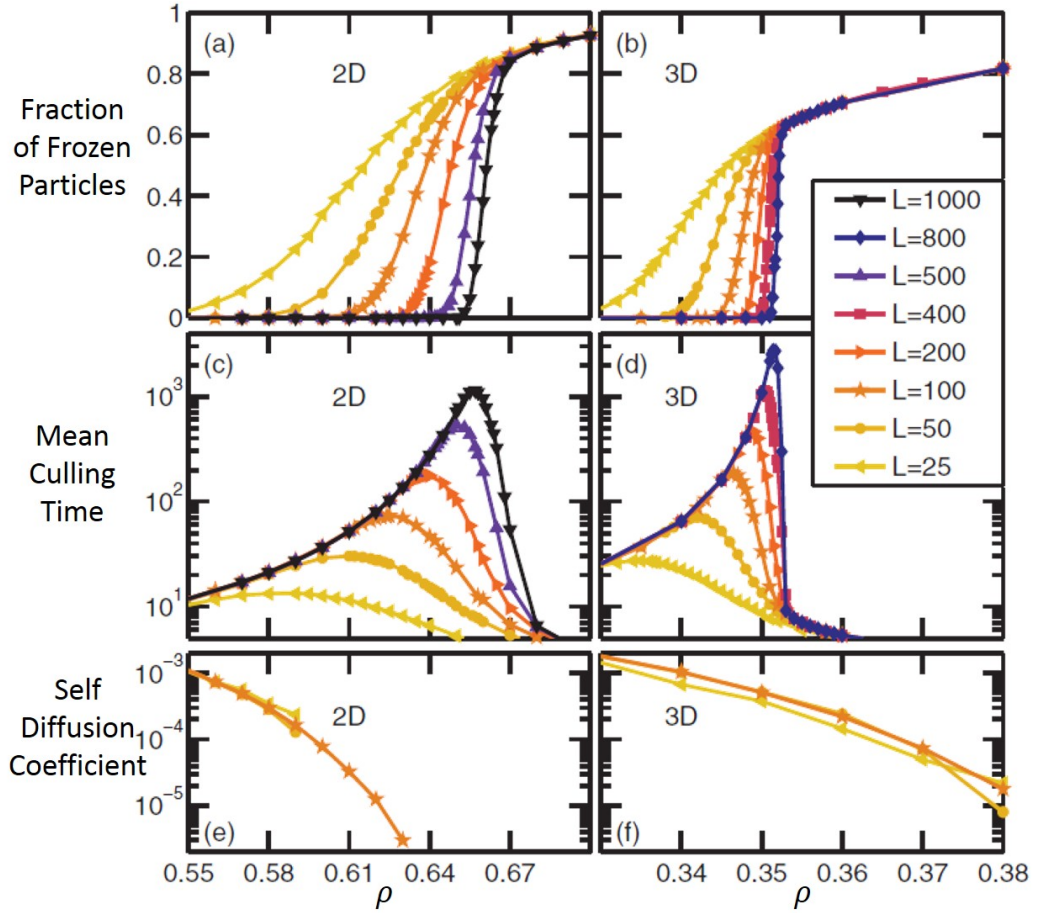 Fraction
of Frozen
Particles
1
0.8
0.6
0.4
0.2
0
(a)
2D
(b)
3D
L=1000
L=800
L=500
L=400
L=200
L=100
L=50
L=25
Mean
Culling
Time
10³
10²
10¹
(c)
2D
(d)
3D
Self
Diffusion
Coefficient
10⁻³
10⁻⁴
10⁻⁵
2D
(e)
3D
(f)
0.55 0.58 0.61 0.64 0.67
0.34 0.35 0.36 0.37 0.38
ρ
ρ